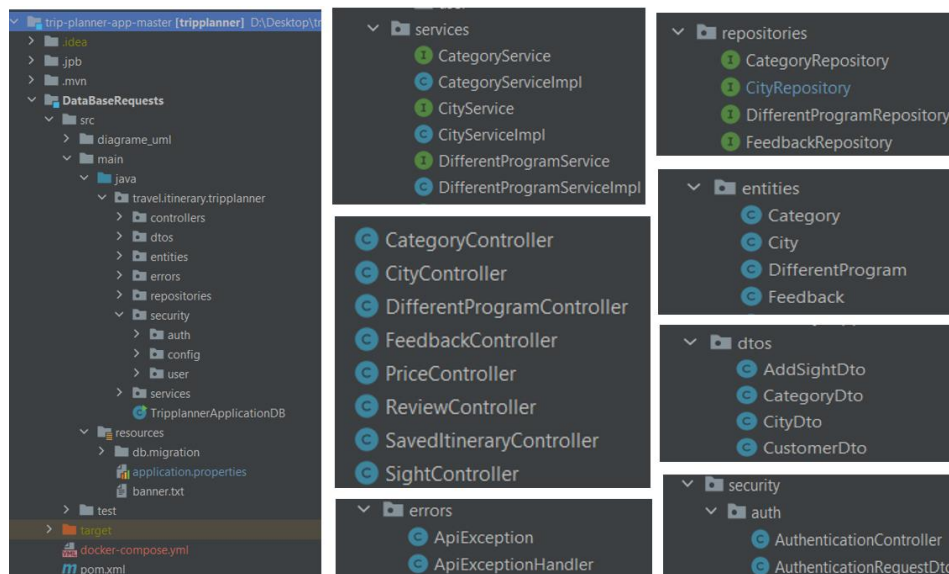 trip-planner-app-master [tripplanner] D:\Desktop\tr
.idea
.jpb
.mvn
DataBaseRequests
src
diagrame_uml
main
java
travel.itinerary.tripplanner
controllers
dtos
entities
errors
repositories
security
auth
config
user
services
TripplannerApplicationDB
resources
db.migration
application.properties
banner.txt
test
target
docker-compose.yml
pom.xml
services
CategoryService
CategoryServiceImpl
CityService
CityServiceImpl
DifferentProgramService
DifferentProgramServiceImpl
CategoryController
CityController
DifferentProgramController
FeedbackController
PriceController
ReviewController
SavedItineraryController
SightController
errors
ApiException
ApiExceptionHandler
repositories
CategoryRepository
CityRepository
DifferentProgramRepository
FeedbackRepository
entities
Category
City
DifferentProgram
Feedback
dtos
AddSightDto
CategoryDto
CityDto
CustomerDto
security
auth
AuthenticationController
AuthenticationRequestDto